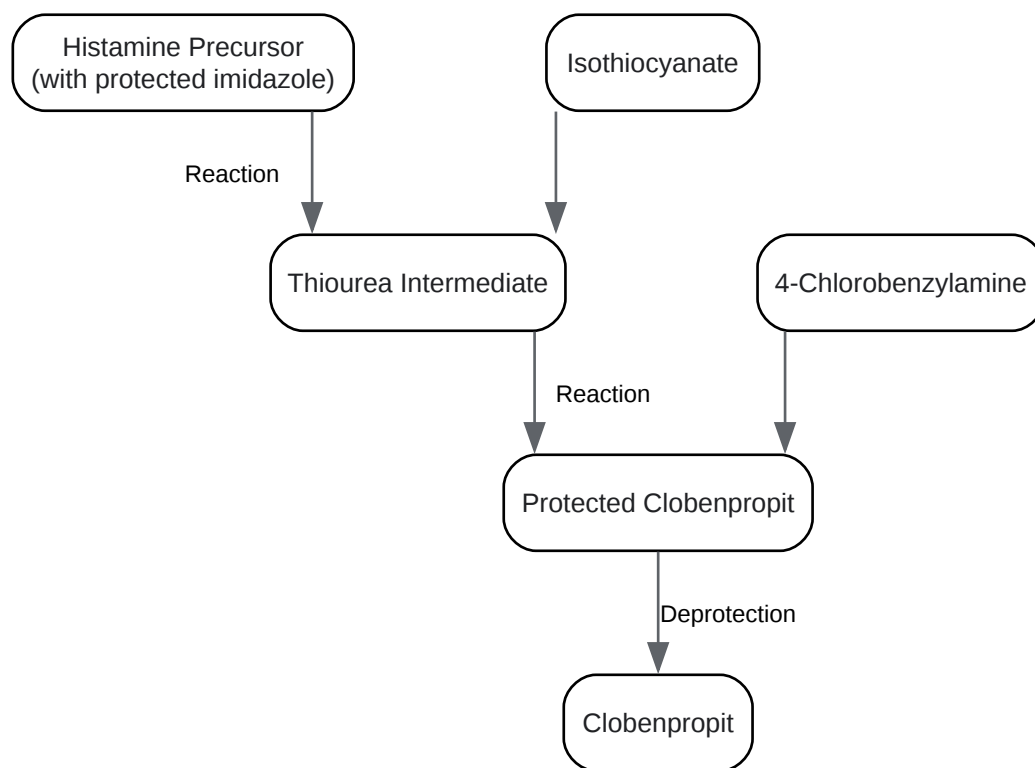 Histamine Precursor
(with protected imidazole)
Isothiocyanate
Reaction
Thiourea Intermediate
4-Chlorobenzylamine
Reaction
Protected Clobenpropit
Deprotection
Clobenpropit